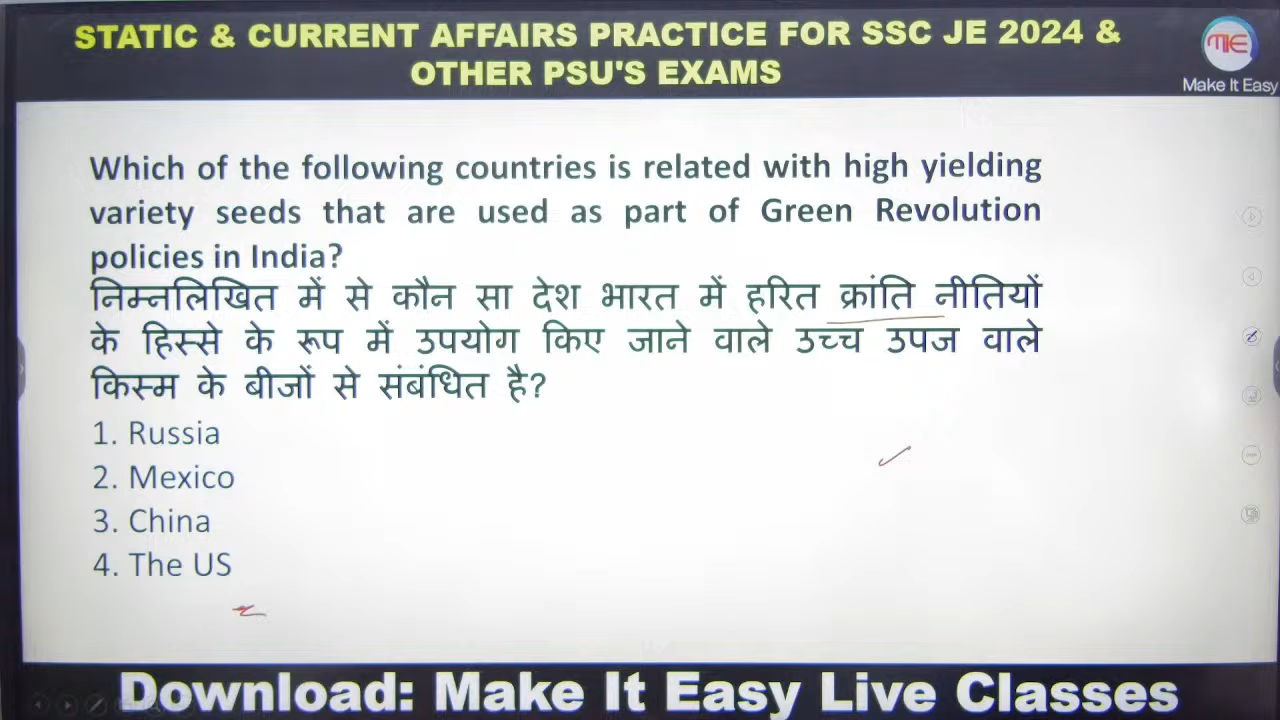 STATIC & CURRENT AFFAIRS PRACTICE FOR SSC JE 2024 &
OTHER PSU'S EXAMS
MIE
Make It Easy
Which of the following countries is related with high yielding
variety seeds that are used as part of Green Revolution
policies in India?
निम्नलिखित में से कौन सा देश भारत में हरित क्रांति नीतियों
के हिस्से के रूप में उपयोग किए जाने वाले उच्च उपज वाले
किस्म के बीजों से संबंधित है?
1. Russia
2. Mexico
3. China
4. The US
Download: Make It Easy Live Classes